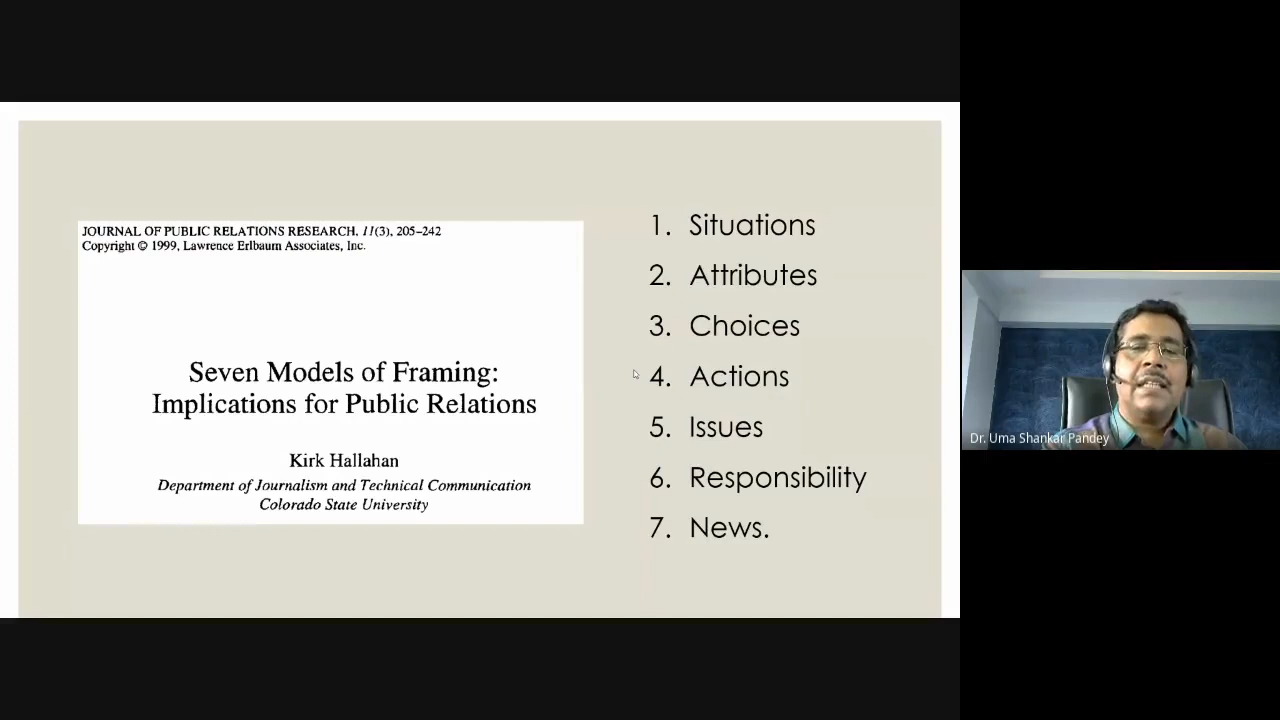 JOURNAL OF PUBLIC RELATIONS RESEARCH, 11(3), 205–242
Copyright © 1999, Lawrence Erlbaum Associates, Inc.
Seven Models of Framing:
Implications for Public Relations
Kirk Hallahan
Department of Journalism and Technical Communication
Colorado State University
1. Situations
2. Attributes
3. Choices
4. Actions
5. Issues
6. Responsibility
7. News.
Dr. Uma Shankar Pandey